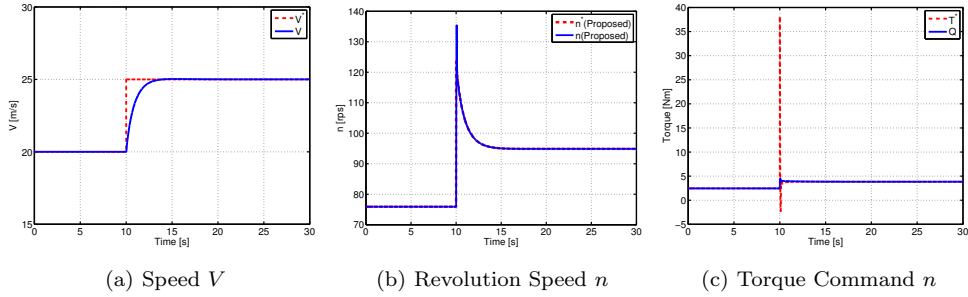 30
25
20
15
V [m/s]
0 5 10 15 20 25 30
Time [s]
V*
V
(a) Speed V
140
130
120
110
100
90
80
70
n [rps]
0 5 10 15 20 25 30
Time [s]
n*(Proposed)
n(Proposed)
(b) Revolution Speed n
40
35
30
25
20
15
10
5
0
−5
Torque [Nm]
0 5 10 15 20 25 30
Time [s]
T*
Q
(c) Torque Command n